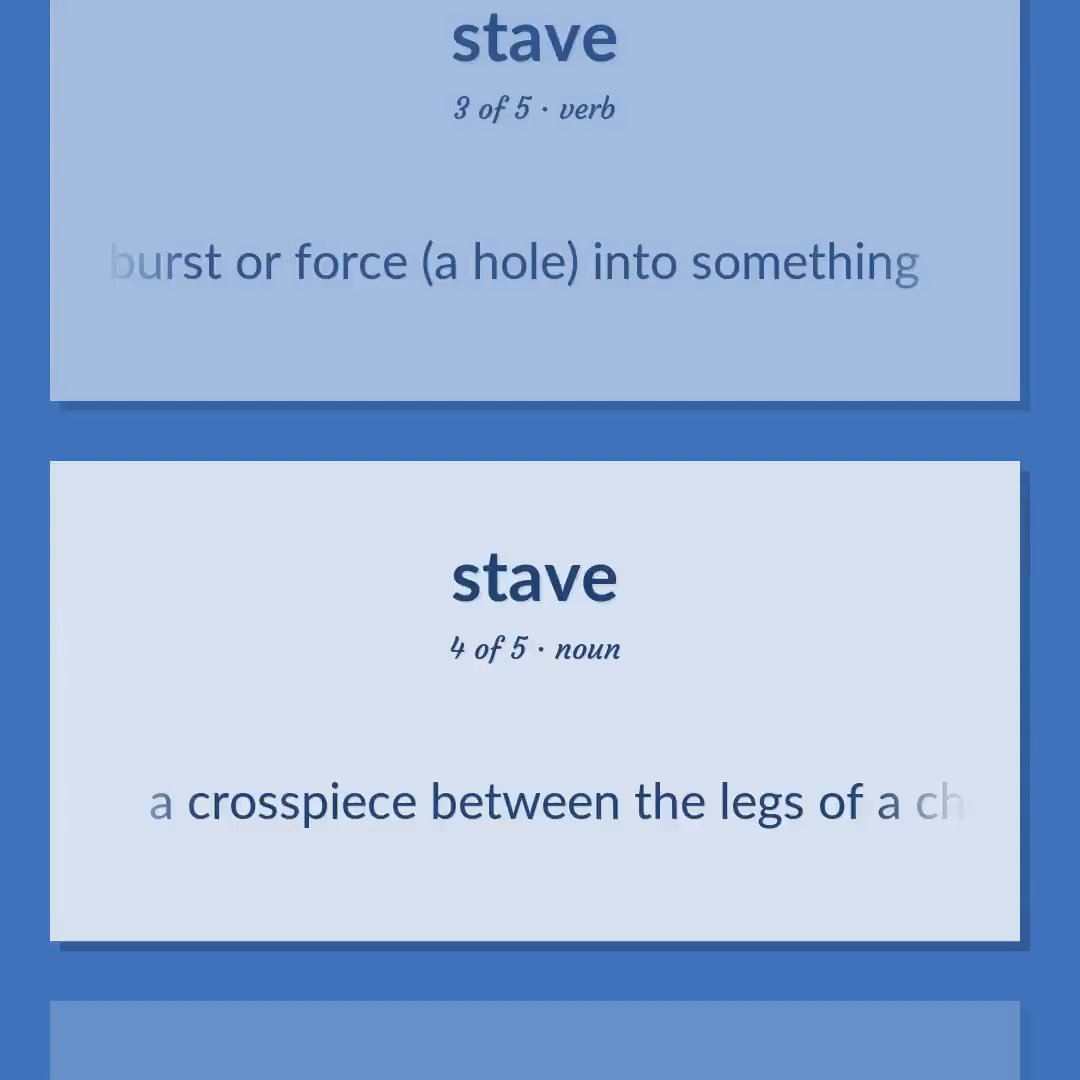 stave
3 of 5 · verb
burst or force (a hole) into something
stave
4 of 5 · noun
a crosspiece between the legs of a